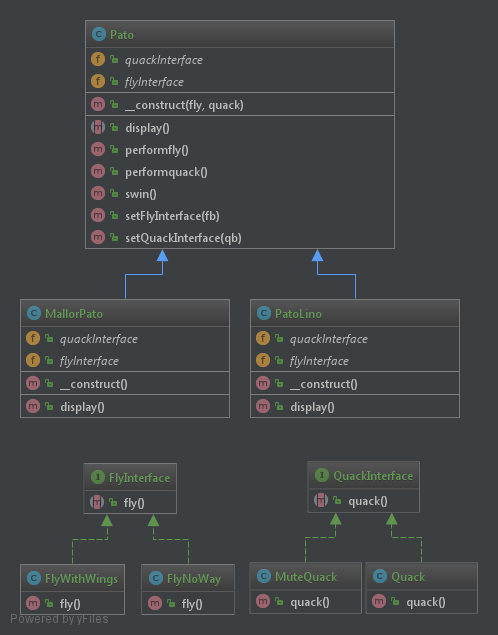 Pato
quackInterface
flyInterface
__construct(fly, quack)
display()
performfly()
performquack()
swin()
setFlyInterface(fb)
setQuackInterface(qb)
MallorPato
quackInterface
flyInterface
__construct()
display()
PatoLino
quackInterface
flyInterface
__construct()
display()
FlyInterface
fly()
QuackInterface
quack()
FlyWithWings
fly()
FlyNoWay
fly()
MuteQuack
quack()
Quack
quack()
Powered by yFiles